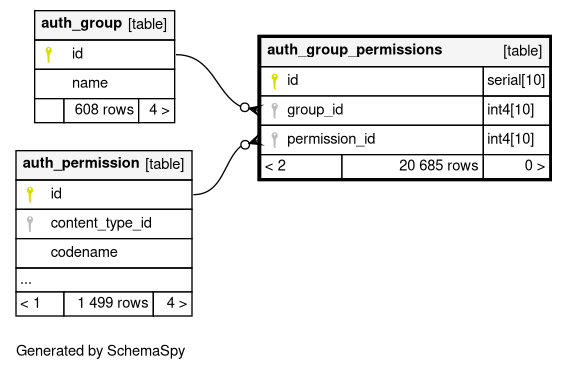 auth_group [table]
id
name
608 rows 4 >
auth_group_permissions [table]
id serial[10]
group_id int4[10]
permission_id int4[10]
< 2 20 685 rows 0 >
auth_permission [table]
id
content_type_id
codename
...
< 1 1 499 rows 4 >
Generated by SchemaSpy